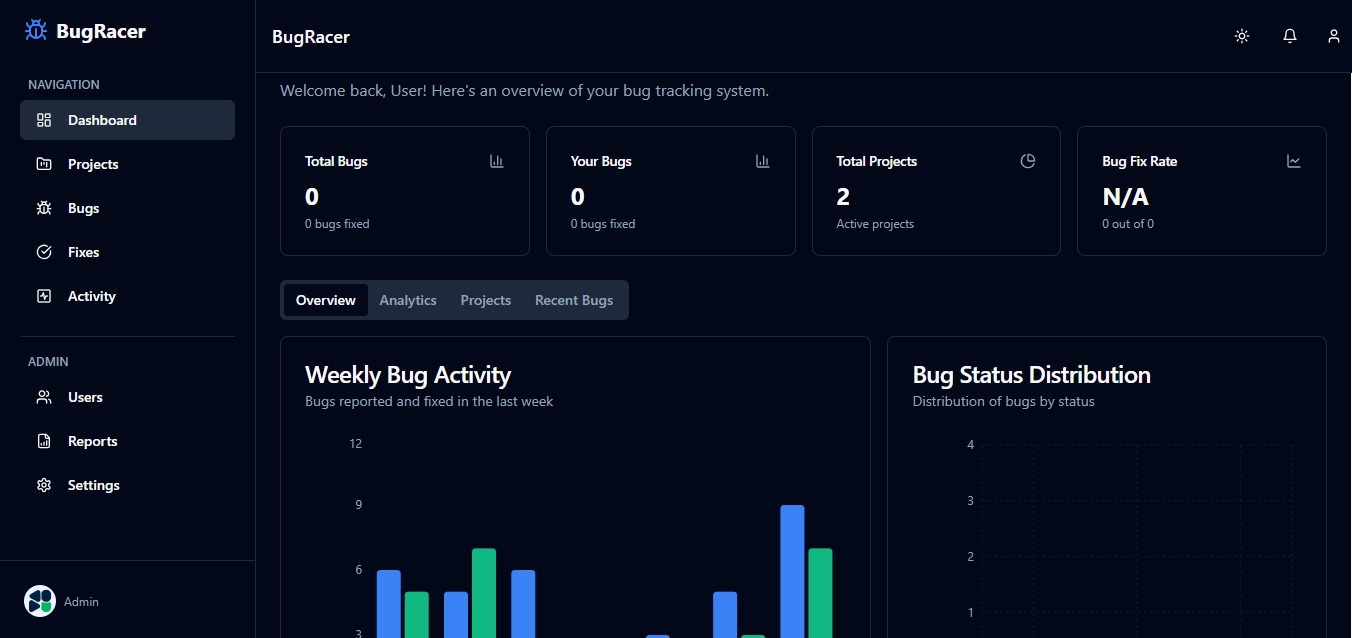 BugRacer
NAVIGATION
Dashboard
Projects
Bugs
Fixes
Activity
ADMIN
Users
Reports
Settings
Admin
BugRacer
Welcome back, User! Here's an overview of your bug tracking system.
Total Bugs
0
0 bugs fixed
Your Bugs
0
0 bugs fixed
Total Projects
2
Active projects
Bug Fix Rate
N/A
0 out of 0
Overview Analytics Projects Recent Bugs
Weekly Bug Activity
Bugs reported and fixed in the last week
12
9
6
3
Bug Status Distribution
Distribution of bugs by status
4
3
2
1